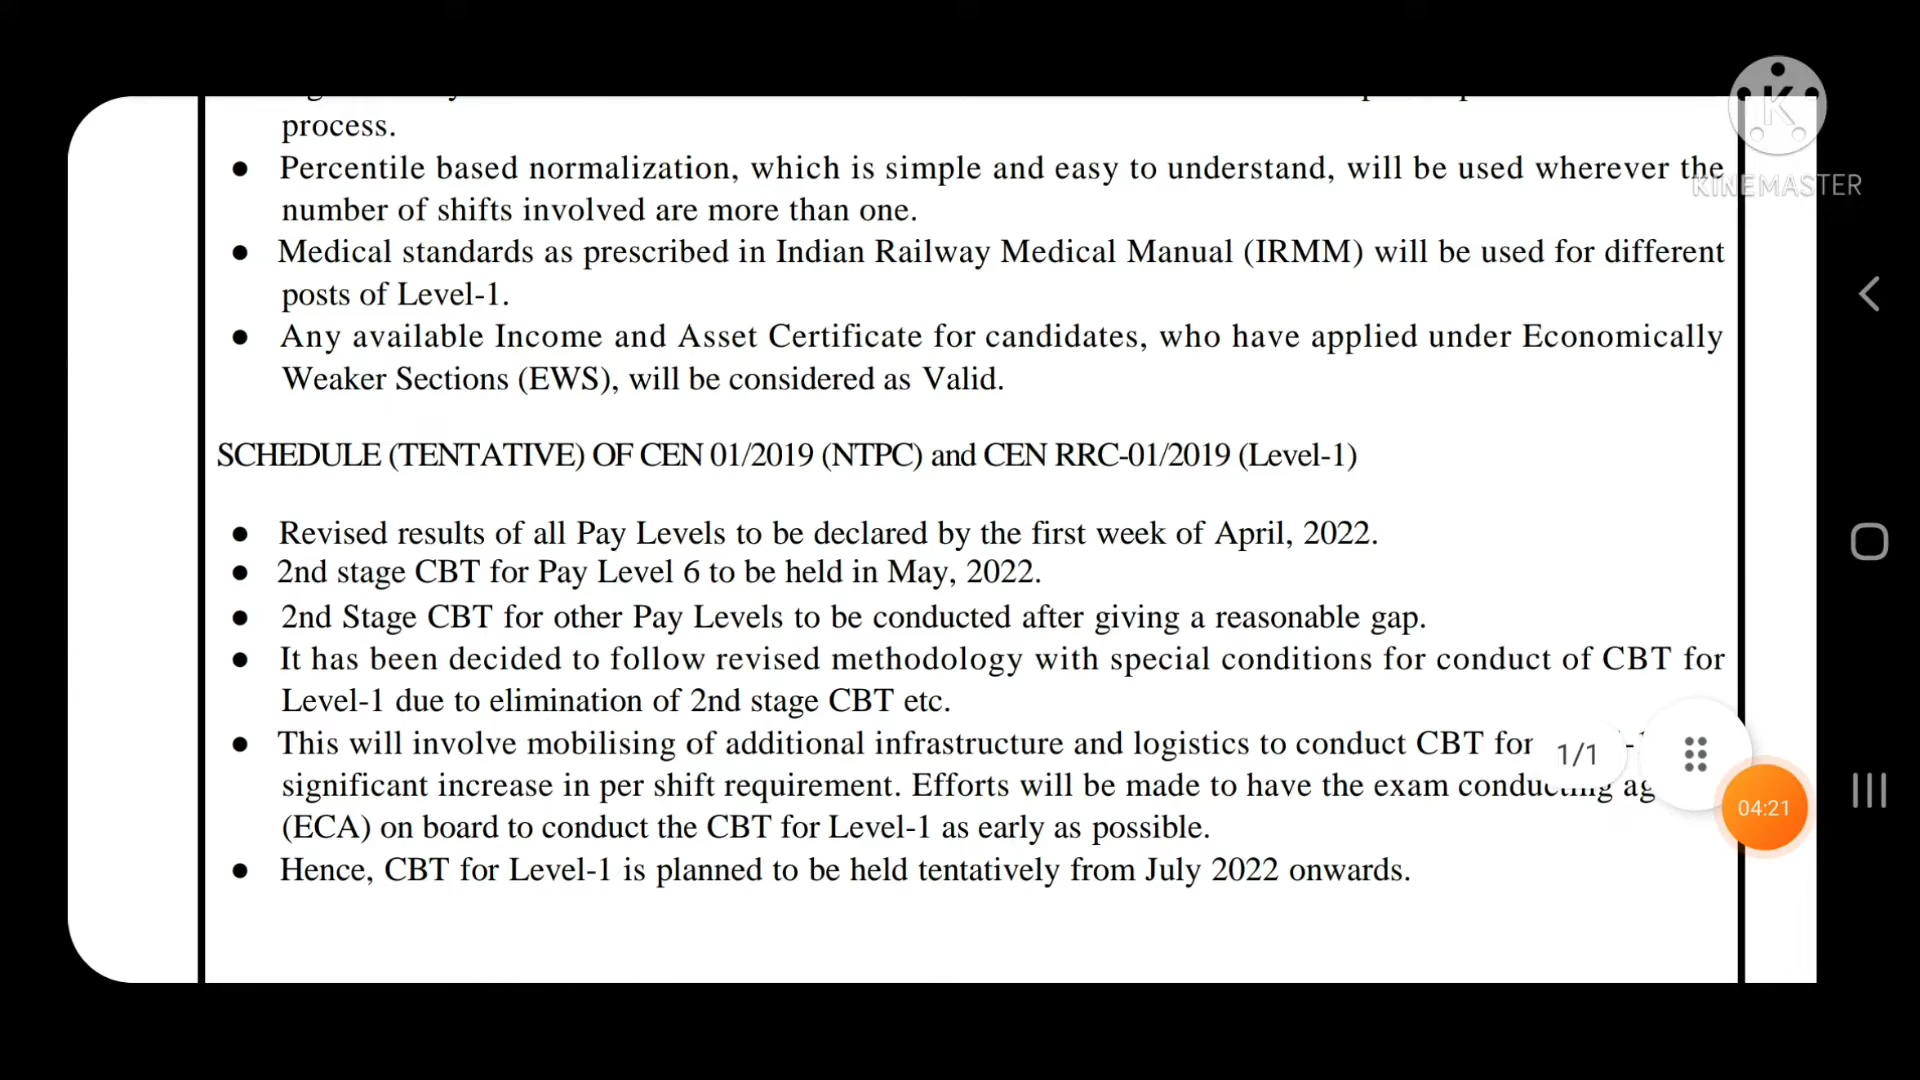 process.
● Percentile based normalization, which is simple and easy to understand, will be used wherever the
number of shifts involved are more than one.
● Medical standards as prescribed in Indian Railway Medical Manual (IRMM) will be used for different
posts of Level-1.
● Any available Income and Asset Certificate for candidates, who have applied under Economically
Weaker Sections (EWS), will be considered as Valid.
SCHEDULE (TENTATIVE) OF CEN 01/2019 (NTPC) and CEN RRC-01/2019 (Level-1)
● Revised results of all Pay Levels to be declared by the first week of April, 2022.
● 2nd stage CBT for Pay Level 6 to be held in May, 2022.
● 2nd Stage CBT for other Pay Levels to be conducted after giving a reasonable gap.
● It has been decided to follow revised methodology with special conditions for conduct of CBT for
Level-1 due to elimination of 2nd stage CBT etc.
● This will involve mobilising of additional infrastructure and logistics to conduct CBT for
significant increase in per shift requirement. Efforts will be made to have the exam conducting
(ECA) on board to conduct the CBT for Level-1 as early as possible.
● Hence, CBT for Level-1 is planned to be held tentatively from July 2022 onwards.
K
KINEMASTER
1/1
04:21